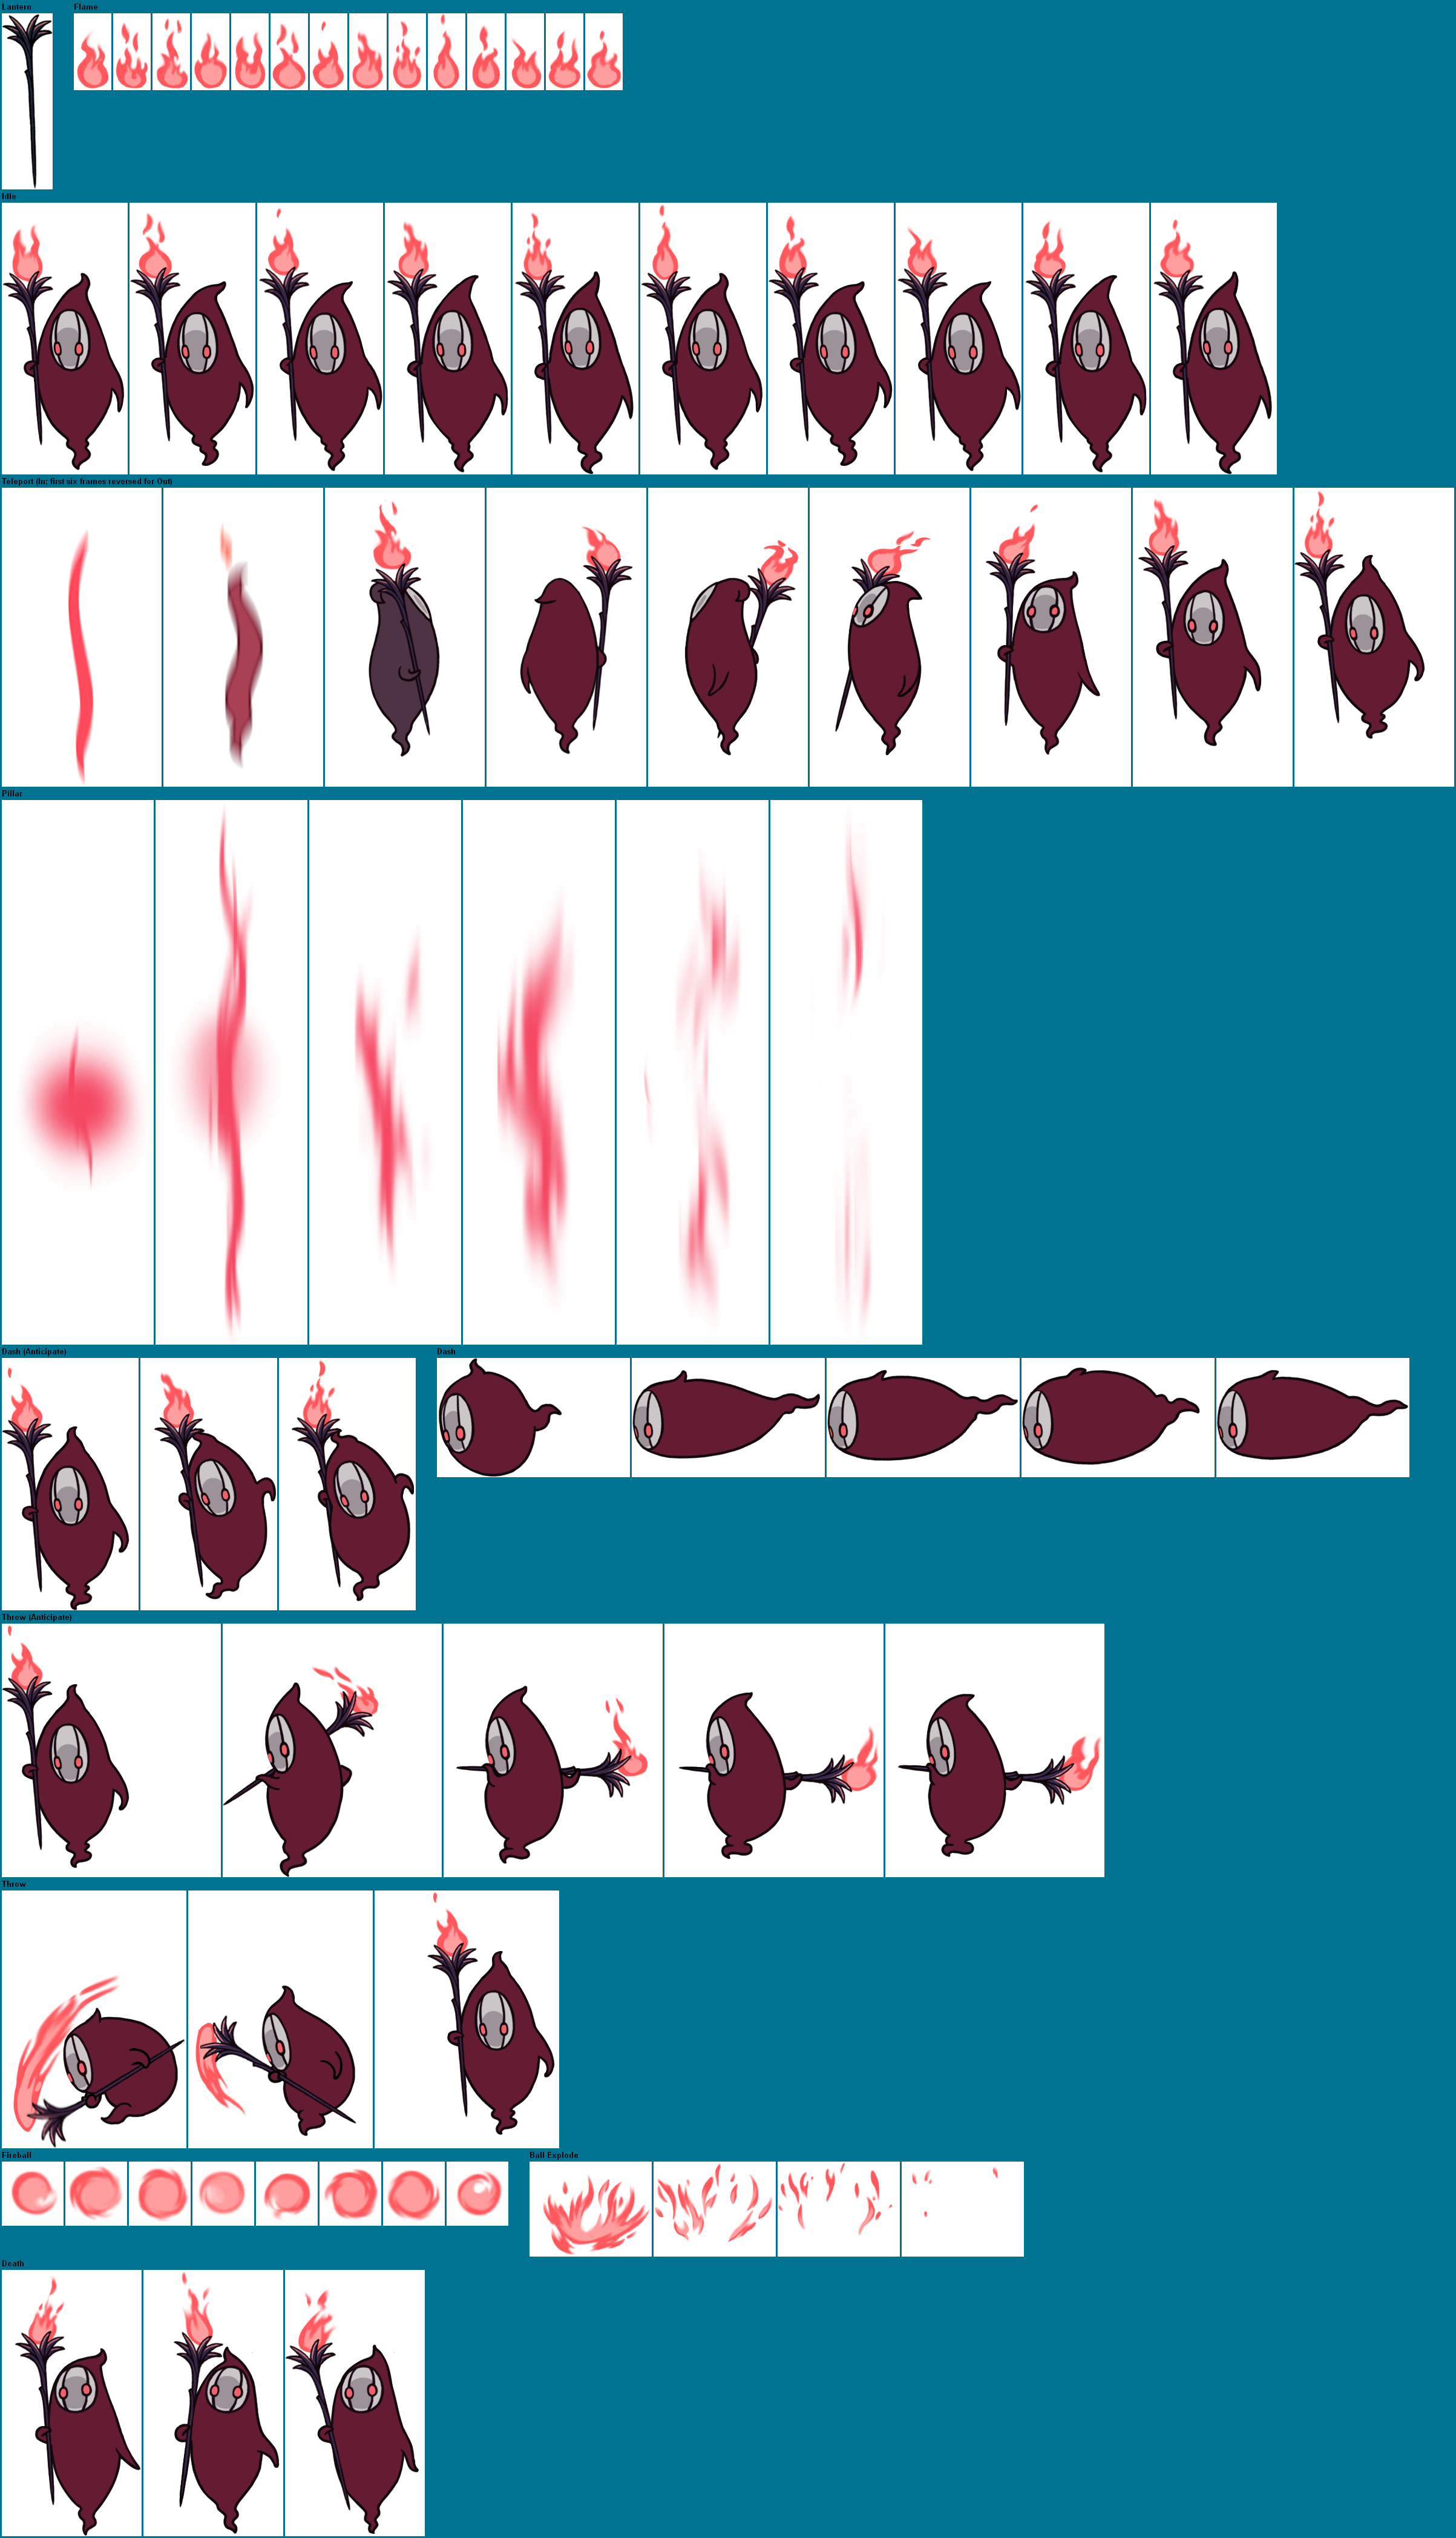 Lantern
Flame
Idle
Teleport (In; first six frames reversed for Out)
Pillar
Dash (Anticipate)
Dash
Throw (Anticipate)
Throw
Fireball
Ball Explode
Death